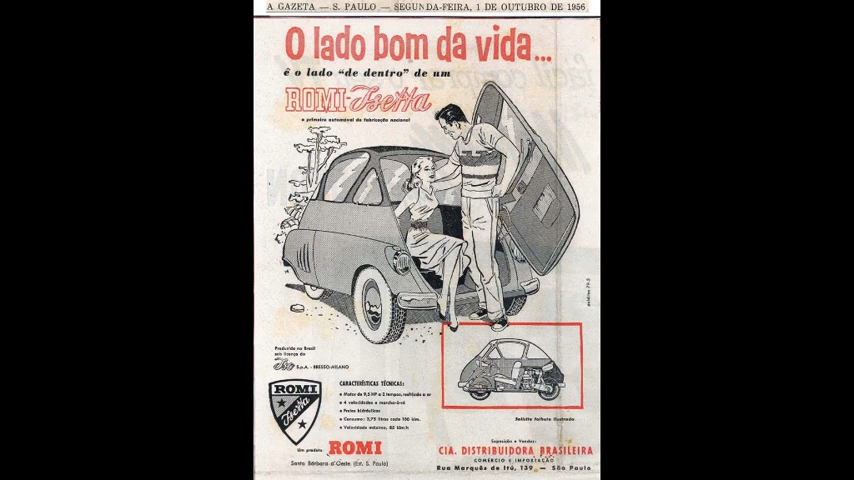 A GAZETA — S. PAULO — SEGUNDA-FEIRA, 1 DE OUTUBRO DE 1956
O lado bom da vida...
é o lado "de dentro" de um
ROMI-Isetta
o primeiro automóvel de fabricação nacional
Produzido no Brasil
sob licença da
Iso S.p.A. - BRESSO-MILANO
ROMI
Isetta
CARACTERÍSTICAS TÉCNICAS:
• Motor de 9,5 HP a 2 tempos, resfriado a ar
• 4 velocidades e marcha-à-ré
• Freios hidráulicos
• Consumo: 3,75 litros cada 100 km.
• Velocidade máxima, 85 km/h
Um produto ROMI
Santa Bárbara d'Oeste (Est. S. Paulo)
Solicite folheto ilustrado
Exposição e Vendas:
CIA. DISTRIBUIDORA BRASILEIRA
COMÉRCIO E IMPORTAÇÃO
Rua Marquês de Itú, 139 — São Paulo